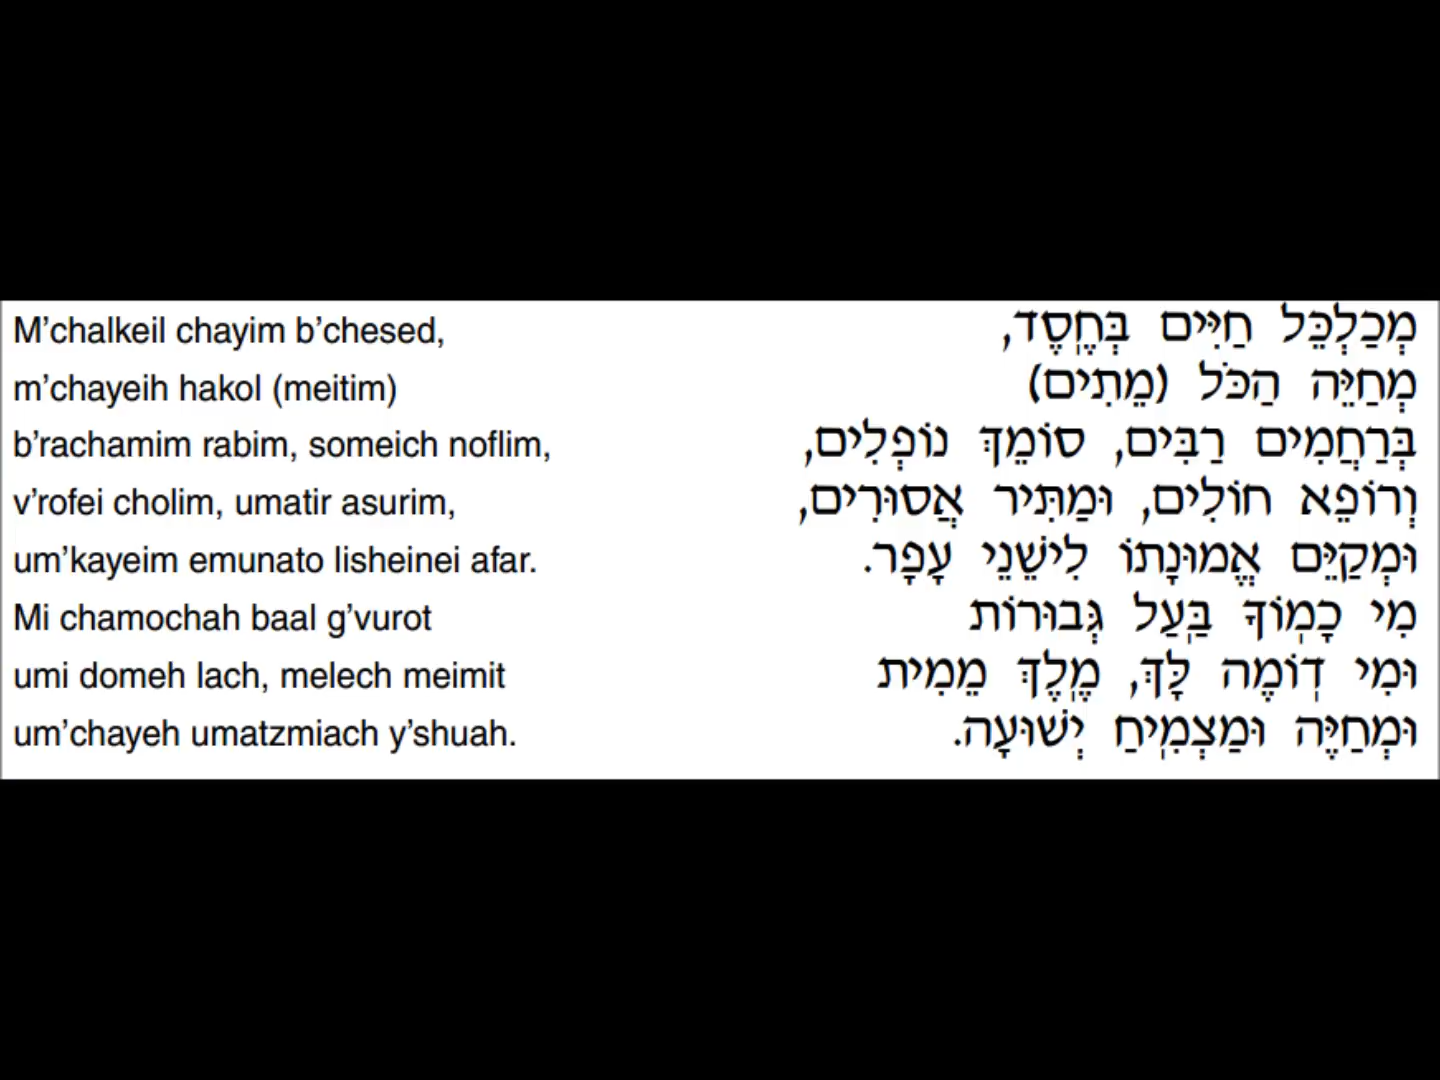 M’chalkeil chayim b’chesed,
m’chayeih hakol (meitim)
b’rachamim rabim, someich noflim,
v’rofei cholim, umatir asurim,
um’kayeim emunato lisheinei afar.
Mi chamochah baal g’vurot
umi domeh lach, melech meimit
um’chayeh umatzmiach y’shuah.
מְכַלְכֵּל חַיִּים בְּחֶֽסֶד,
מְחַיֵּה הַכֹּל (מֵתִים)
בְּרַחֲמִים רַבִּים, סוֹמֵךְ נוֹפְלִים,
וְרוֹפֵא חוֹלִים, וּמַתִּיר אֲסוּרִים,
וּמְקַיֵּם אֱמוּנָתוֹ לִישֵׁנֵי עָפָר.
מִי כָמֽוֹךָ בַּֽעַל גְּבוּרוֹת
וּמִי דֽוֹמֶה לָּךְ, מֶֽלֶךְ מֵמִית
וּמְחַיֶּה וּמַצְמִֽיחַ יְשׁוּעָה.